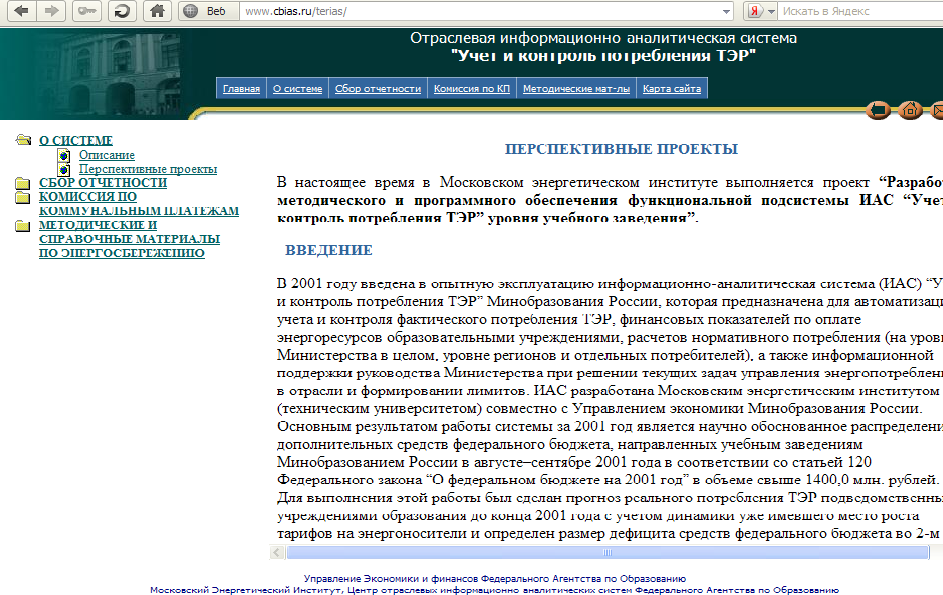 Веб
www.cbias.ru/terias/
Искать в Яндекс
Отраслевая информационно аналитическая система
"Учет и контроль потребления ТЭР"
Главная
О системе
Сбор отчетности
Комиссия по КП
Методические мат-лы
Карта сайта
О СИСТЕМЕ
Описание
Перспективные проекты
СБОР ОТЧЕТНОСТИ
КОМИССИЯ ПО
КОММУНАЛЬНЫМ ПЛАТЕЖАМ
МЕТОДИЧЕСКИЕ И
СПРАВОЧНЫЕ МАТЕРИАЛЫ
ПО ЭНЕРГОСБЕРЕЖЕНИЮ
ПЕРСПЕКТИВНЫЕ ПРОЕКТЫ
В настоящее время в Московском энергетическом институте выполняется проект “Разработ
методического и программного обеспечения функциональной подсистемы ИАС “Учет
контроль потребления ТЭР” уровня учебного заведения”.
ВВЕДЕНИЕ
В 2001 году введена в опытную эксплуатацию информационно-аналитическая система (ИАС) “У
и контроль потребления ТЭР” Минобразования России, которая предназначена для автоматизаци
учета и контроля фактического потребления ТЭР, финансовых показателей по оплате
энергоресурсов образовательными учреждениями, расчетов нормативного потребления (на уровн
Министерства в целом, уровне регионов и отдельных потребителей), а также информационной
поддержки руководства Министерства при решении текущих задач управления энергопотреблени
в отрасли и формировании лимитов. ИАС разработана Московским энергетическим институтом
(техническим университетом) совместно с Управлением экономики Минобразования России.
Основным результатом работы системы за 2001 год является научно обоснованное распределени
дополнительных средств федерального бюджета, направленных учебным заведениям
Минобразованием России в августе–сентябре 2001 года в соответствии со статьей 120
Федерального закона “О федеральном бюджете на 2001 год” в объеме свыше 1400,0 млн. рублей.
Для выполнения этой работы был сделан прогноз реального потребления ТЭР подведомственны
учреждениями образования до конца 2001 года с учетом динамики уже имевшего место роста
тарифов на энергоносители и определен размер дефицита средств федерального бюджета во 2-м
Управление Экономики и финансов Федерального Агентства по Образованию
Московский Энергетический Институт, Центр отраслевых информационно аналитических систем Федерального Агентства по Образованию